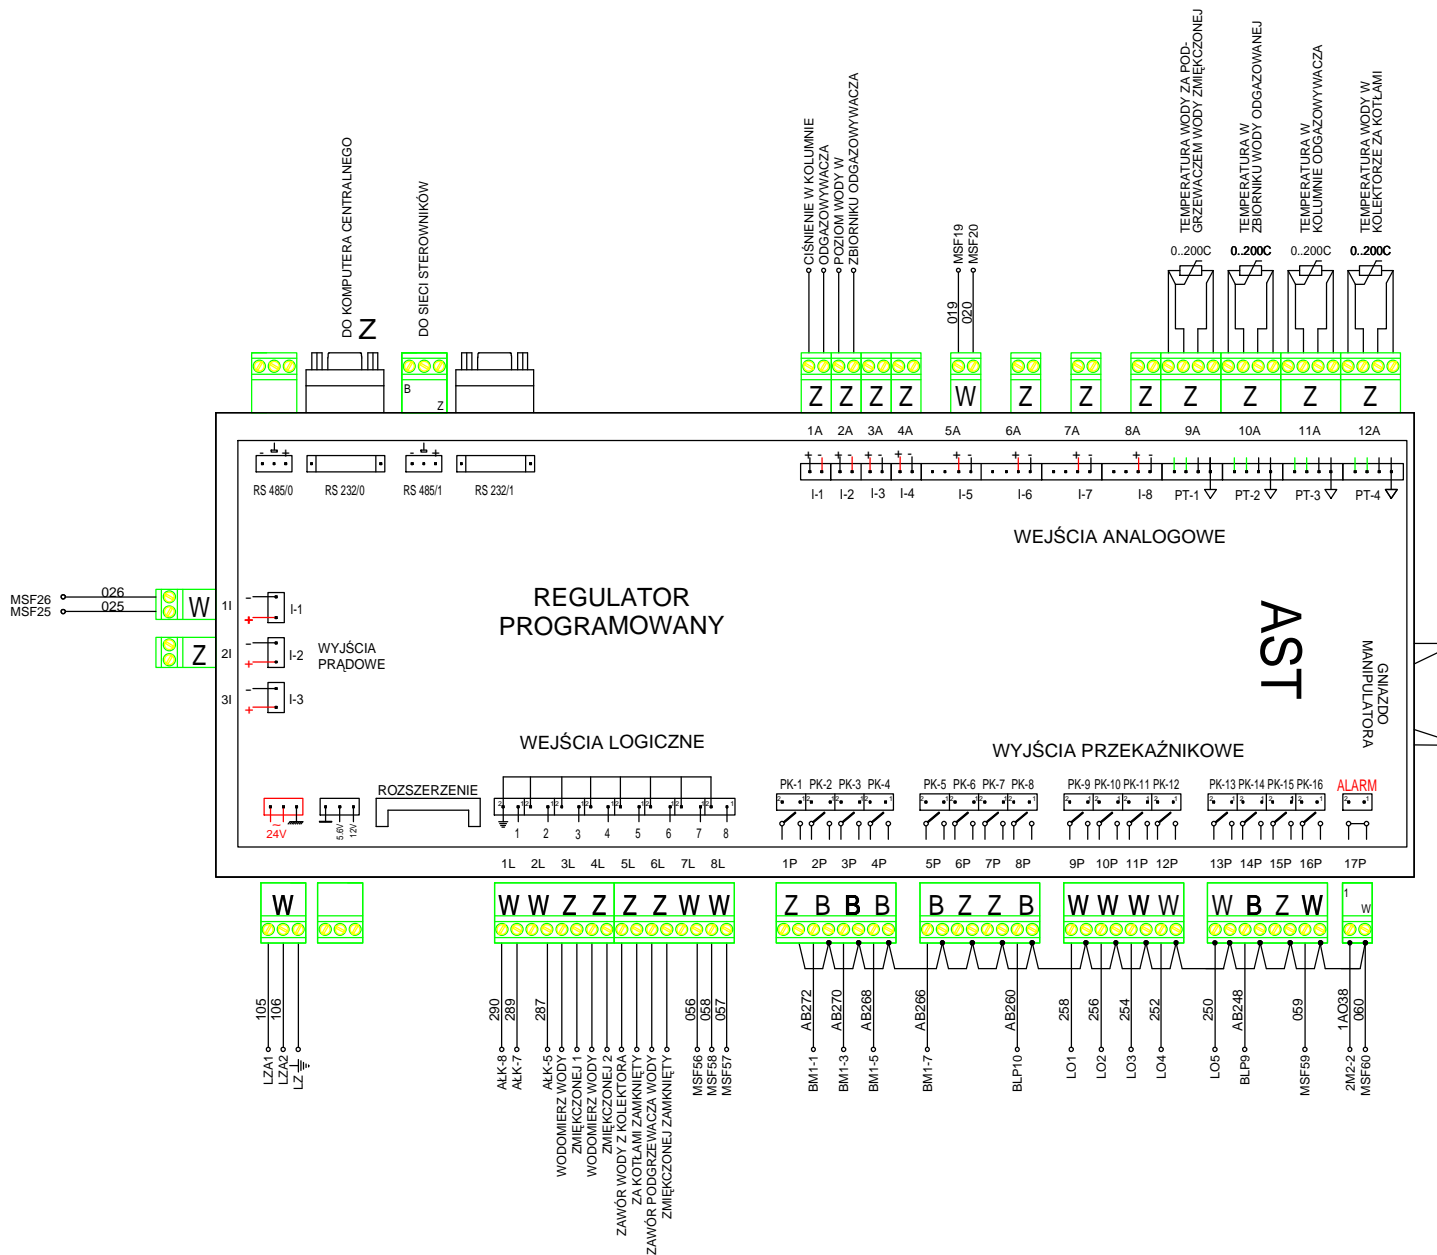 TEMPERATURA WODY ZA POD-
GRZEWACZEM WODY ZMIĘKCZONEJ
TEMPERATURA W
ZBIORNIKU WODY ODGAZOWANEJ
TEMPERATURA W
KOLUMNIE ODGAZOWYWACZA
TEMPERATURA WODY W
KOLEKTORZE ZA KOTŁAMI
0..200C 0..200C 0..200C 0..200C
CIŚNIENIE W KOLUMNIE
ODGAZOWYWACZA
POZIOM WODY W
ZBIORNIKU ODGAZOWYWACZA
MSF19
MSF20
019
020
DO KOMPUTERA CENTRALNEGO
Z
DO SIECI STEROWNIKÓW
B
Z
Z Z Z Z W Z Z Z Z Z Z Z
1A 2A 3A 4A 5A 6A 7A 8A 9A 10A 11A 12A
- + - + + - + - + - + - + - + - + - + -
RS 485/0 RS 232/0 RS 485/1 RS 232/1
I-1 I-2 I-3 I-4 I-5 I-6 I-7 I-8 PT-1 PT-2 PT-3 PT-4
WEJŚCIA ANALOGOWE
MSF26 026
MSF25 025
W 1I - + I-1
Z 2I - + I-2
3I - + I-3
WYJŚCIA
PRĄDOWE
REGULATOR
PROGRAMOWANY
AST
GNIAZDO
MANIPULATORA
WEJŚCIA LOGICZNE
WYJŚCIA PRZEKAŹNIKOWE
~
24V
5.6V
12V
ROZSZERZENIE
1 2 3 4 5 6 7 8
PK-1 PK-2 PK-3 PK-4 PK-5 PK-6 PK-7 PK-8 PK-9 PK-10 PK-11 PK-12 PK-13 PK-14 PK-15 PK-16 ALARM
1L 2L 3L 4L 5L 6L 7L 8L
1P 2P 3P 4P 5P 6P 7P 8P 9P 10P 11P 12P 13P 14P 15P 16P 17P
W
W W Z Z Z Z W W
Z B B B B Z Z B W W W W W B Z W
1
W
105
106
290
289
287
056
058
057
AB272
AB270
AB268
AB266
AB260
258
256
254
252
250
AB248
059
1AO38
060
LZA1
LZA2
LZ
AŁK-8
AŁK-7
AŁK-5
WODOMIERZ WODY
ZMIĘKCZONEJ 1
WODOMIERZ WODY
ZMIĘKCZONEJ 2
ZAWÓR WODY Z KOLEKTORA
ZA KOTŁAMI ZAMKNIĘTY
ZAWÓR PODGRZEWACZA WODY
ZMIĘKCZONEJ ZAMKNIĘTY
MSF56
MSF58
MSF57
BM1-1
BM1-3
BM1-5
BM1-7
BLP10
LO1
LO2
LO3
LO4
LO5
BLP9
MSF59
2M2-2
MSF60